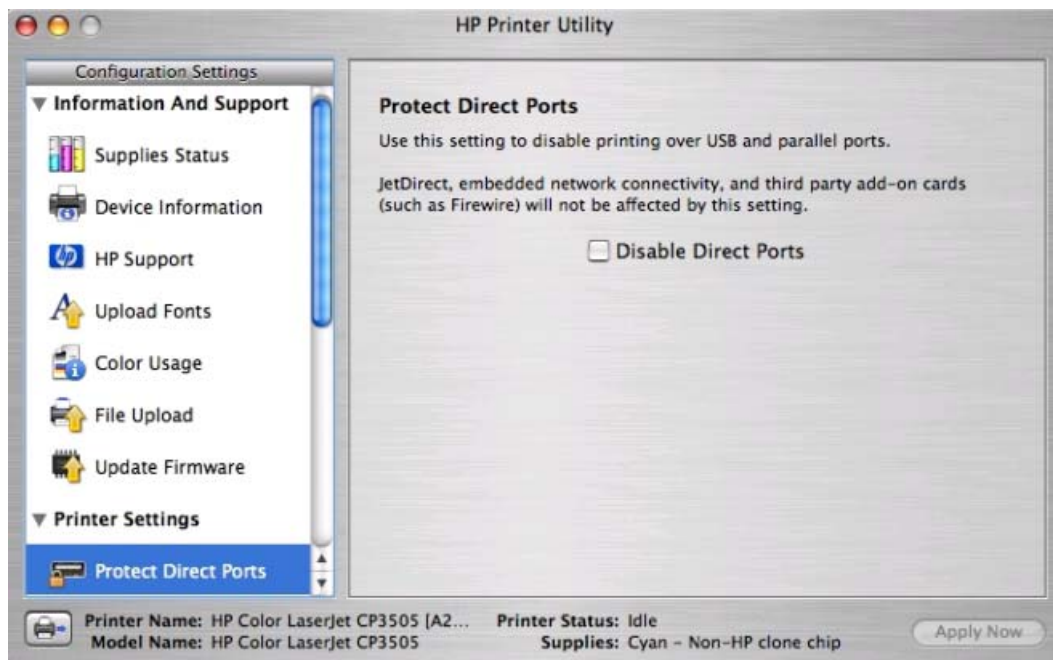 HP Printer Utility
Configuration Settings
Information And Support
Supplies Status
Device Information
HP Support
Upload Fonts
Color Usage
File Upload
Update Firmware
Printer Settings
Protect Direct Ports
Protect Direct Ports
Use this setting to disable printing over USB and parallel ports.
JetDirect, embedded network connectivity, and third party add-on cards
(such as Firewire) will not be affected by this setting.
Disable Direct Ports
Printer Name: HP Color LaserJet CP3505 [A2... Printer Status: Idle
Model Name: HP Color LaserJet CP3505 Supplies: Cyan - Non-HP clone chip
Apply Now